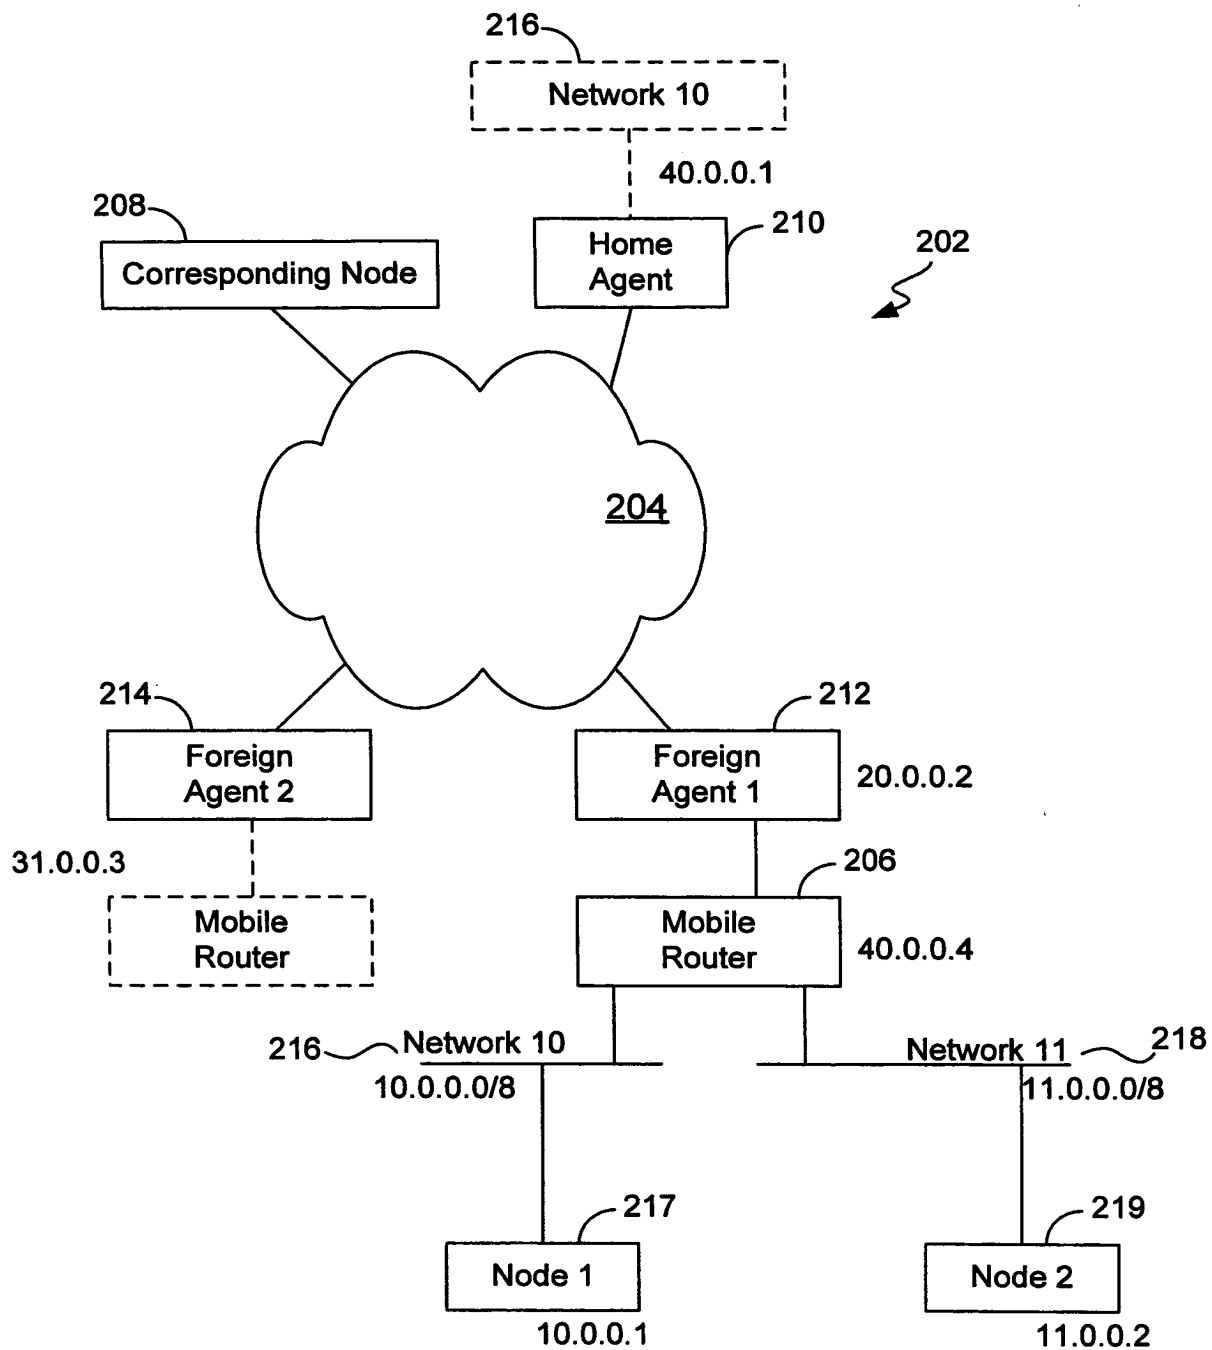 216
Network 10
40.0.0.1
208
210
Home
Agent
202
Corresponding Node
204
214
212
Foreign
Agent 2
Foreign
Agent 1
20.0.0.2
31.0.0.3
206
Mobile
Router
Mobile
Router
40.0.0.4
216
Network 10
10.0.0.0/8
Network 11
218
11.0.0.0/8
217
219
Node 1
Node 2
10.0.0.1
11.0.0.2